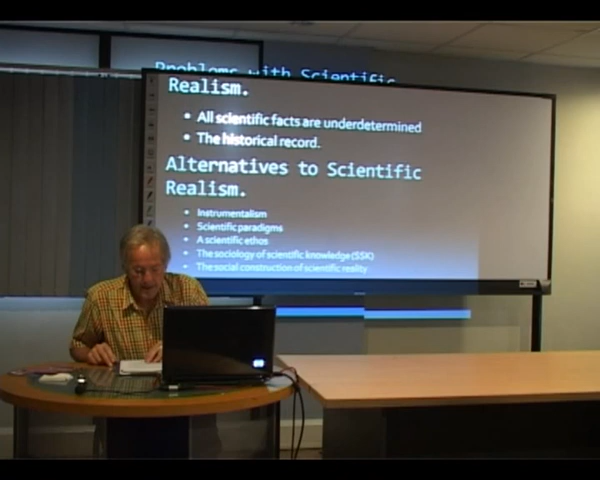 Problems with Scientific
Realism.
• All scientific facts are underdetermined
• The historical record.
Alternatives to Scientific
Realism.
• Instrumentalism
• Scientific paradigms
• A scientific ethos
• The sociology of scientific knowledge (SSK)
• The social construction of scientific reality